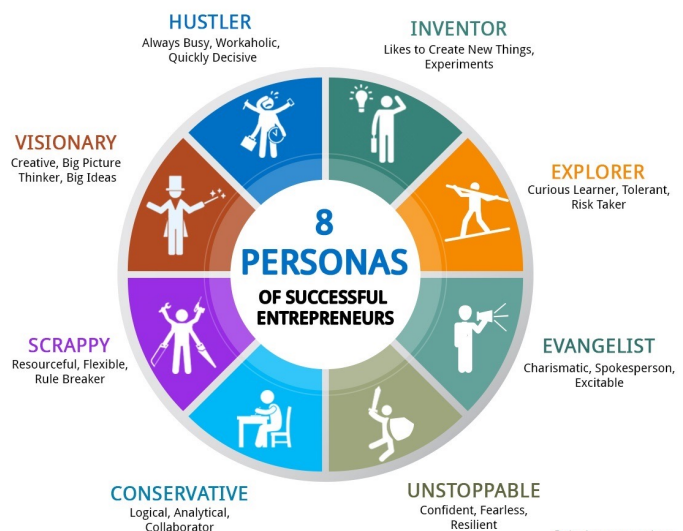 HUSTLER
Always Busy, Workaholic,
Quickly Decisive
INVENTOR
Likes to Create New Things,
Experiments
EXPLORER
Curious Learner, Tolerant,
Risk Taker
EVANGELIST
Charismatic, Spokesperson,
Excitable
UNSTOPPABLE
Confident, Fearless,
Resilient
CONSERVATIVE
Logical, Analytical,
Collaborator
SCRAPPY
Resourceful, Flexible,
Rule Breaker
VISIONARY
Creative, Big Picture
Thinker, Big Ideas
8
PERSONAS
OF SUCCESSFUL
ENTREPRENEURS